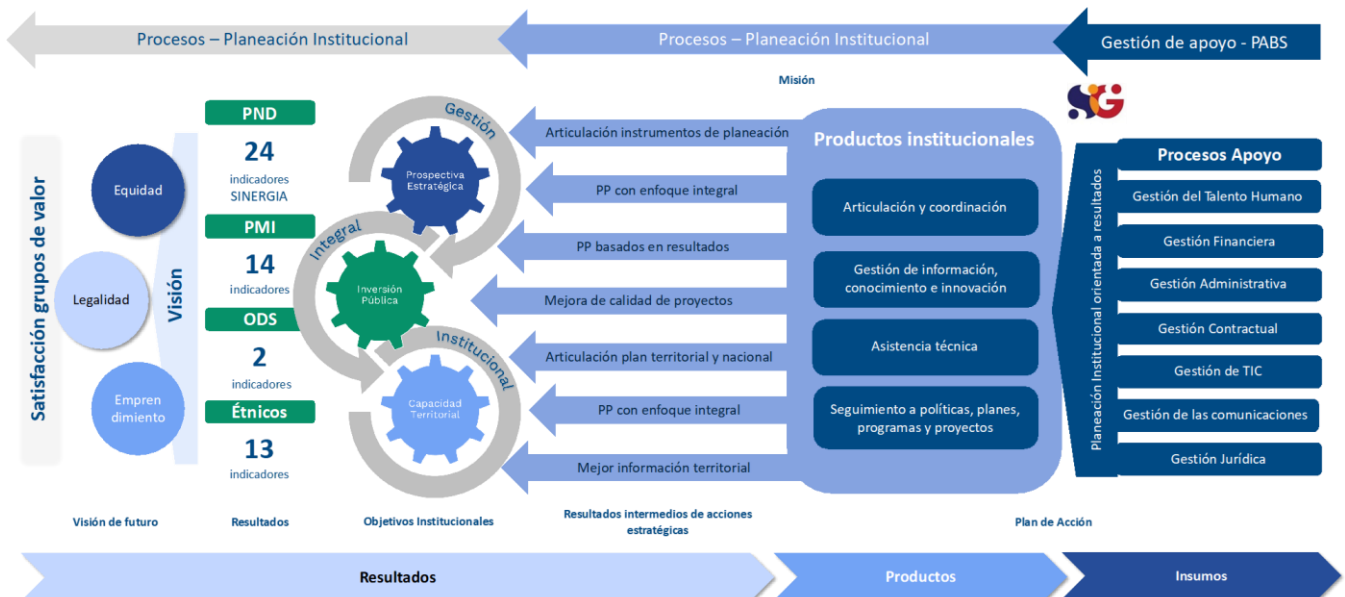 Procesos – Planeación Institucional
Procesos – Planeación Institucional
Gestión de apoyo - PABS
Misión
SiGi
Satisfacción grupos de valor
Equidad
Legalidad
Empren
dimiento
Visión
PND
24
indicadores
SINERGIA
PMI
14
indicadores
ODS
2
indicadores
Étnicos
13
indicadores
Gestión
Prospectiva
Estratégica
Integral
Inversión
Pública
Institucional
Capacidad
Territorial
Articulación instrumentos de planeación
PP con enfoque integral
PP basados en resultados
Mejora de calidad de proyectos
Articulación plan territorial y nacional
PP con enfoque integral
Mejor información territorial
Productos institucionales
Articulación y coordinación
Gestión de información,
conocimiento e innovación
Asistencia técnica
Seguimiento a políticas, planes,
programas y proyectos
Planeación Institucional orientada a resultados
Procesos Apoyo
Gestión del Talento Humano
Gestión Financiera
Gestión Administrativa
Gestión Contractual
Gestión de TIC
Gestión de las comunicaciones
Gestión Jurídica
Visión de futuro
Resultados
Objetivos Institucionales
Resultados intermedios de acciones
estratégicas
Plan de Acción
Resultados
Productos
Insumos